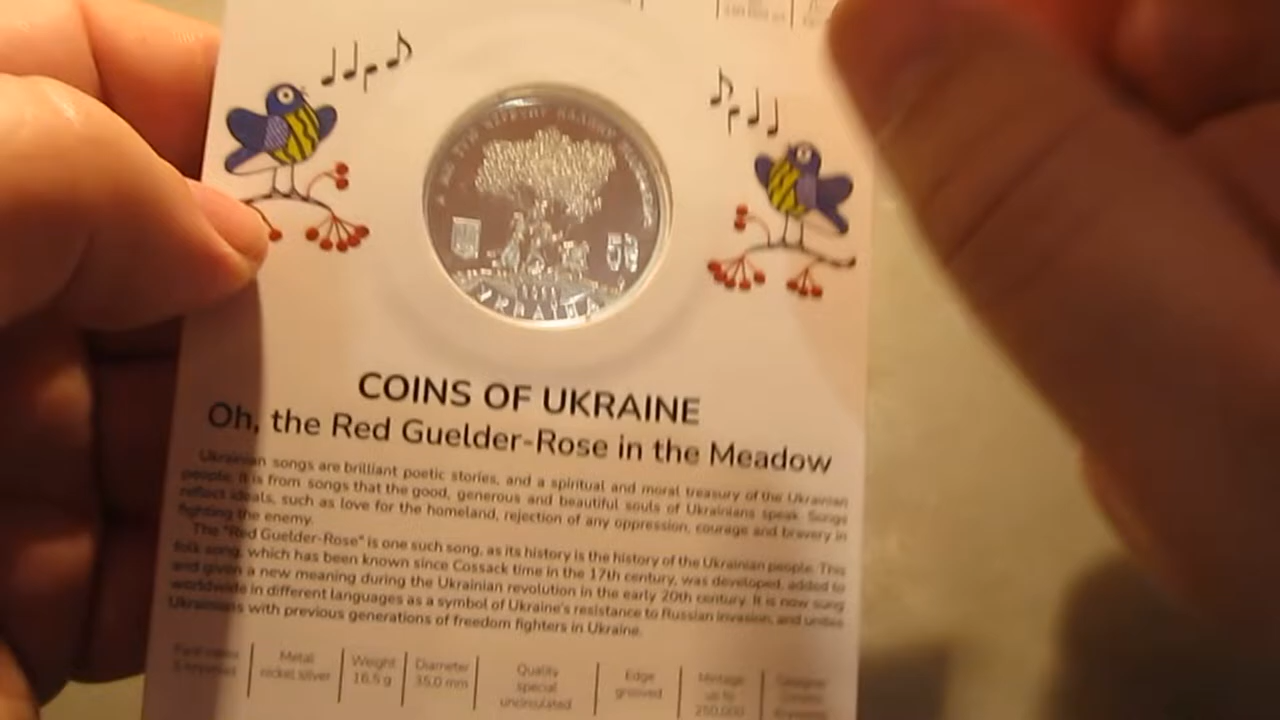 COINS OF UKRAINE
Oh, the Red Guelder-Rose in the Meadow
Ukrainian songs are brilliant poetic stories, and a spiritual and moral treasury of the Ukrainian
people. It is from songs that the good, generous and beautiful souls of Ukrainians speak. Songs
reflect ideals, such as love for the homeland, rejection of any oppression, courage and bravery in
fighting the enemy.
The "Red Guelder-Rose" is one such song, as its history is the history of the Ukrainian people. This
folk song, which has been known since Cossack time in the 17th century, was developed, added to
and given a new meaning during the Ukrainian revolution in the early 20th century. It is now sung
worldwide in different languages as a symbol of Ukraine's resistance to Russian invasion, and unites
Ukrainians with previous generations of freedom fighters in Ukraine.
Metal
nickel silver
Weight
16.5 g
Diameter
35.0 mm
Quality
special
uncirculated
Edge
grooved
Mintage
up to
250,000